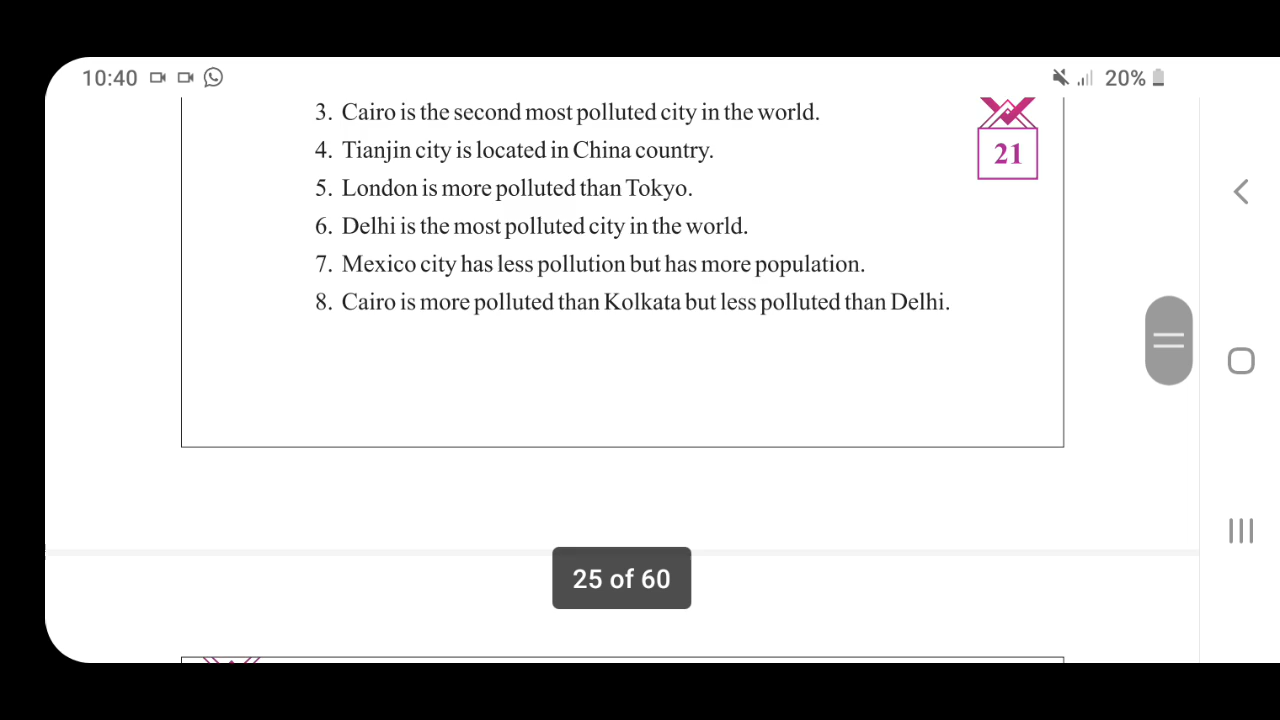 10:40
20%
3. Cairo is the second most polluted city in the world.
21
4. Tianjin city is located in China country.
5. London is more polluted than Tokyo.
6. Delhi is the most polluted city in the world.
7. Mexico city has less pollution but has more population.
8. Cairo is more polluted than Kolkata but less polluted than Delhi.
25 of 60